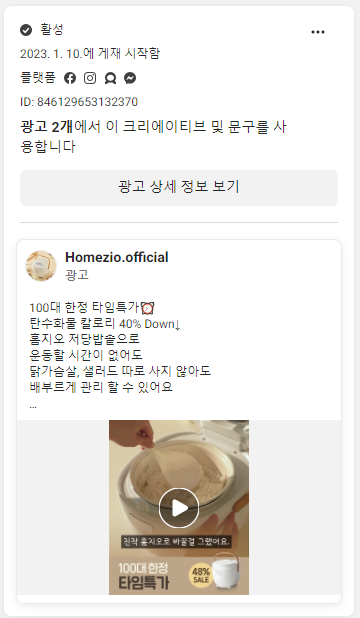 활성
2023. 1. 10.에 게재 시작함
플랫폼
ID: 846129653132370
광고 2개에서 이 크리에이티브 및 문구를 사
용합니다
광고 상세 정보 보기
Homezio.official
광고
100대 한정 타임특가⏰
탄수화물 칼로리 40% Down↓
홈지오 저당밥솥으로
운동할 시간이 없어도
닭가슴살, 샐러드 따로 사지 않아도
배부르게 관리 할 수 있어요
...
진작 홈지오로 바꿀걸 그랬어요.
100대 한정
타임특가
48%
SALE